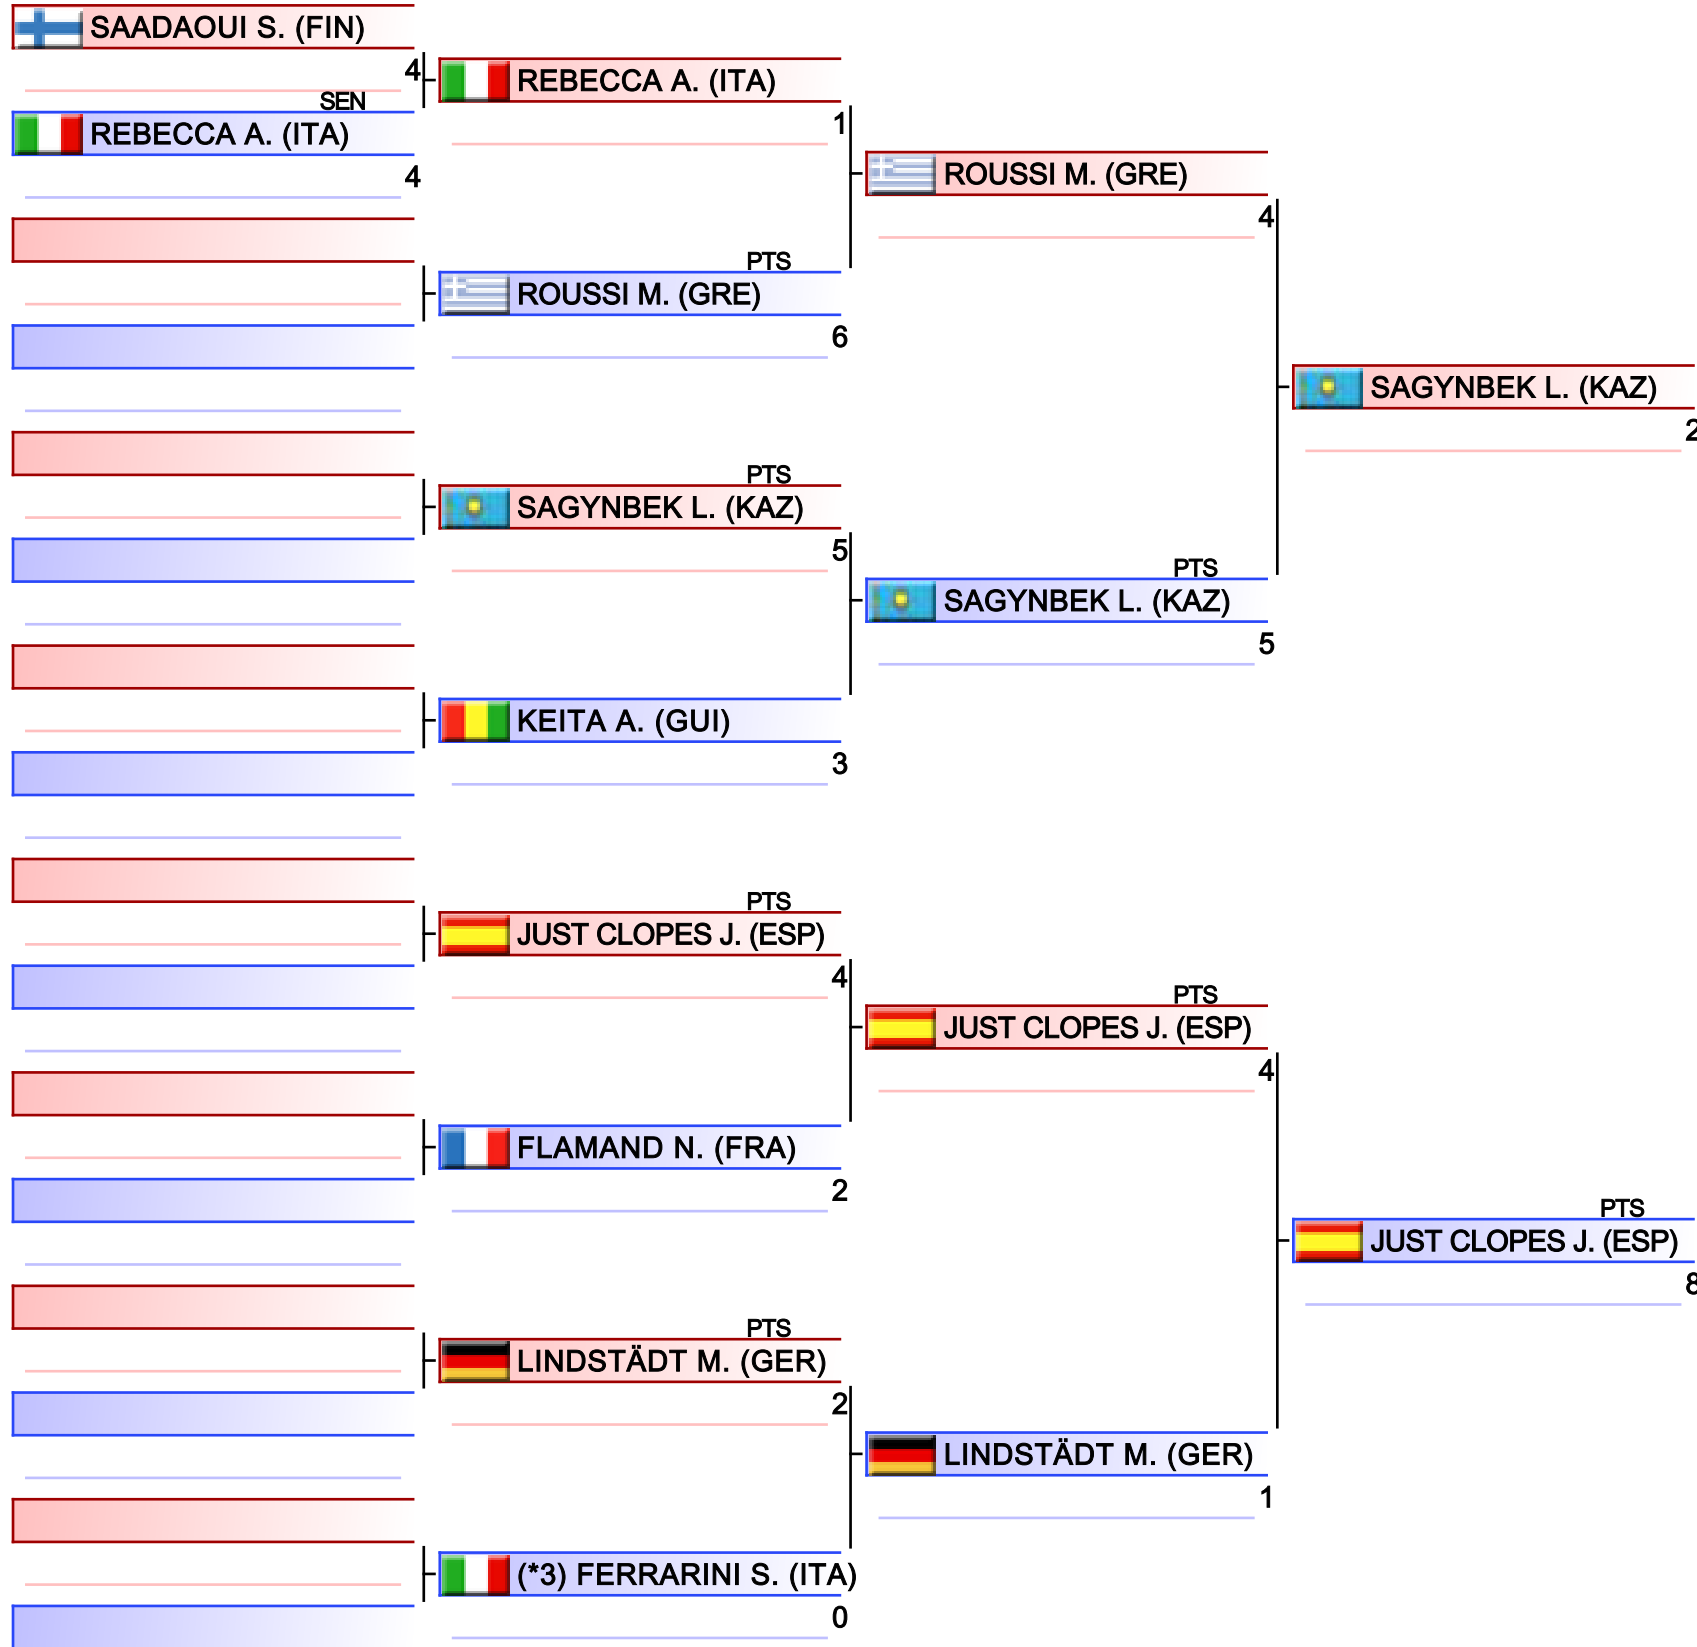 SAADAOUI S. (FIN)
4
SEN
REBECCA A. (ITA)
4
REBECCA A. (ITA)
1
PTS
ROUSSI M. (GRE)
6
PTS
SAGYNBEK L. (KAZ)
5
KEITA A. (GUI)
3
PTS
JUST CLOPES J. (ESP)
4
FLAMAND N. (FRA)
2
PTS
LINDSTÄDT M. (GER)
2
(*3) FERRARINI S. (ITA)
0
ROUSSI M. (GRE)
4
PTS
SAGYNBEK L. (KAZ)
5
PTS
JUST CLOPES J. (ESP)
4
LINDSTÄDT M. (GER)
1
SAGYNBEK L. (KAZ)
2
PTS
JUST CLOPES J. (ESP)
8